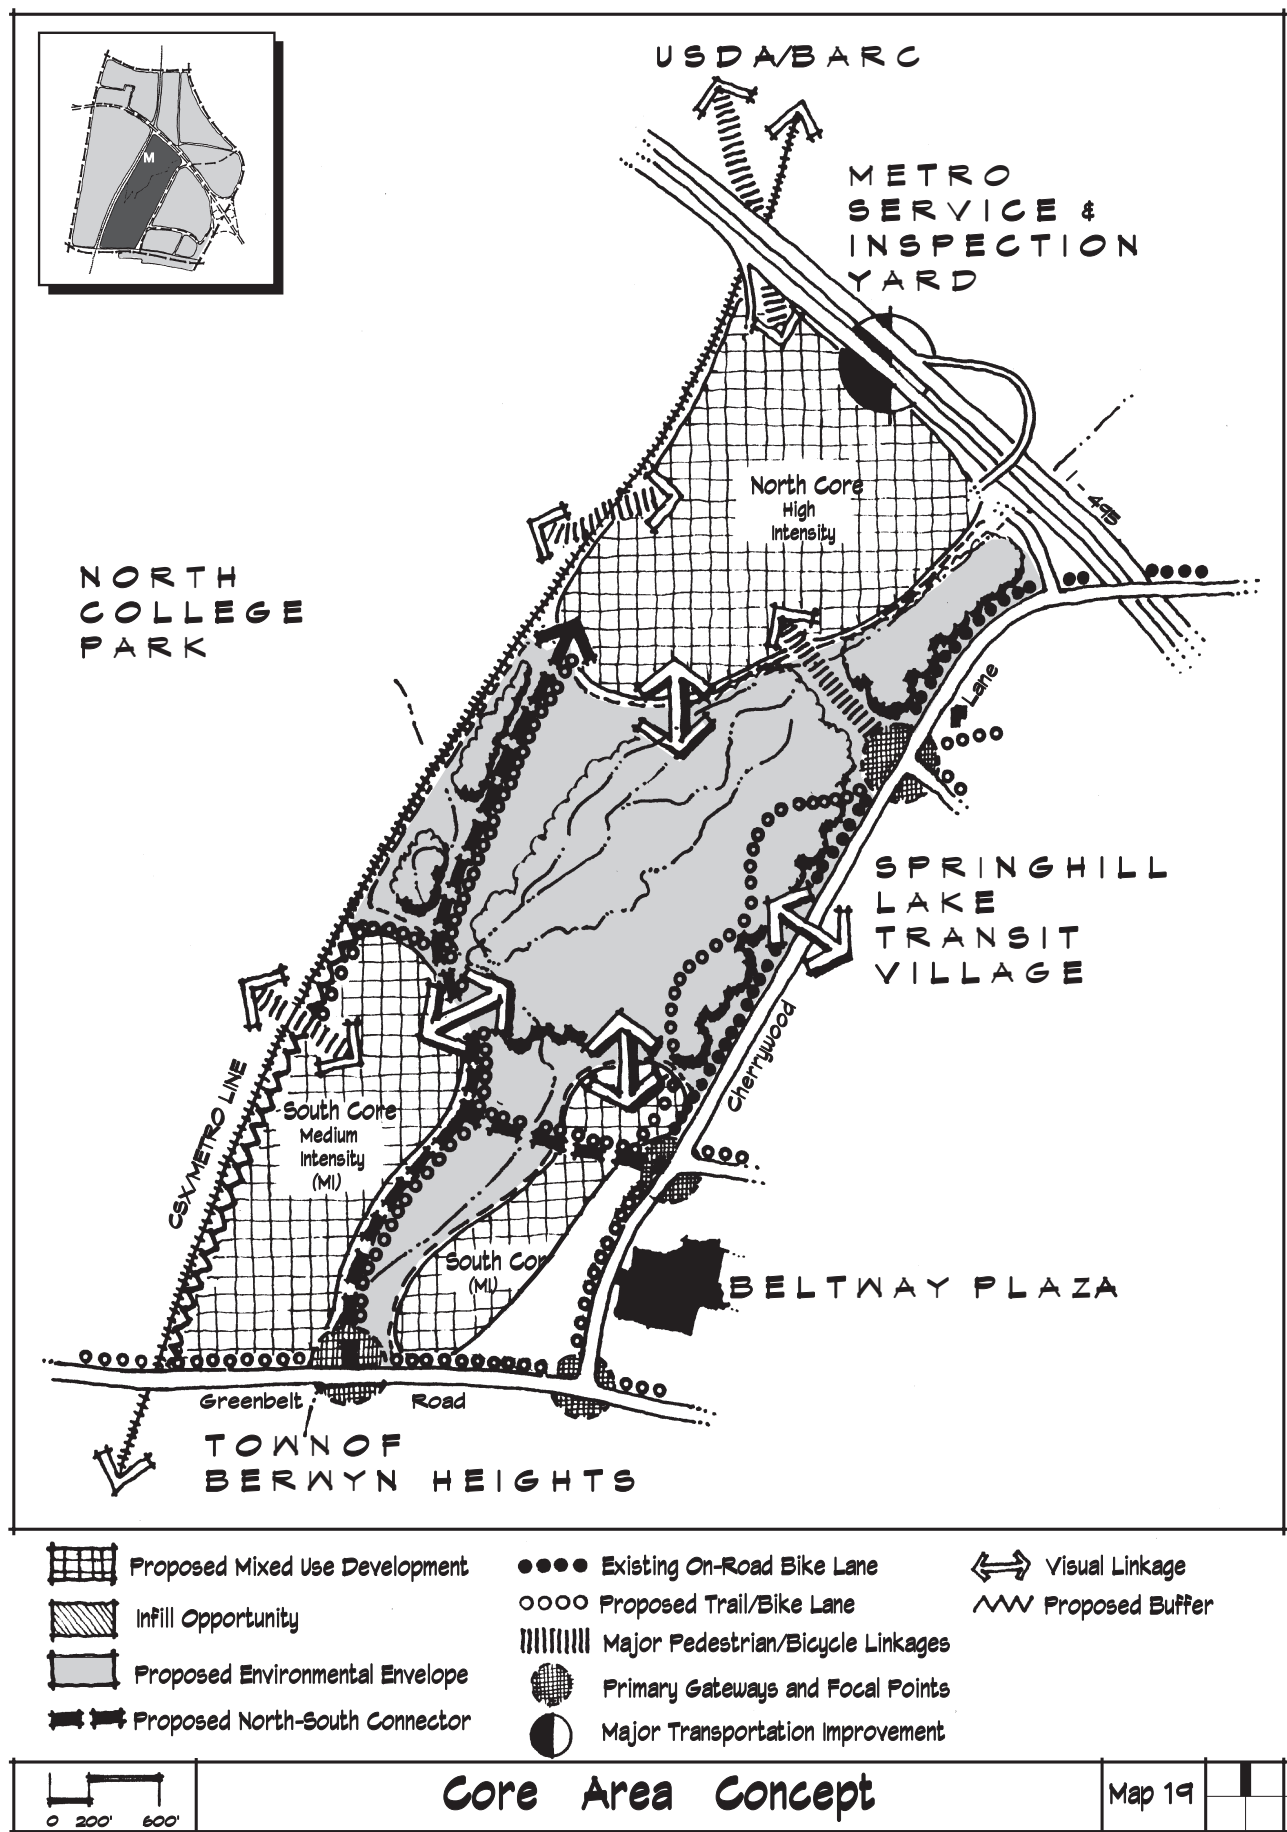 USDA/BARC
M
METRO
SERVICE &
INSPECTION
YARD
I-495
North Core
High
Intensity
NORTH
COLLEGE
PARK
Lane
SPRINGHILL
LAKE
TRANSIT
VILLAGE
Cherrywood
CSX/METRO LINE
South Core
Medium
Intensity
(MI)
South Cor
(MI)
BELTWAY PLAZA
Greenbelt Road
TOWN OF
BERWYN HEIGHTS
Proposed Mixed Use Development
Infill Opportunity
Proposed Environmental Envelope
Proposed North-South Connector
Existing On-Road Bike Lane
Proposed Trail/Bike Lane
Major Pedestrian/Bicycle Linkages
Primary Gateways and Focal Points
Major Transportation Improvement
Visual Linkage
Proposed Buffer
0 200' 600'
Core Area Concept
Map 19